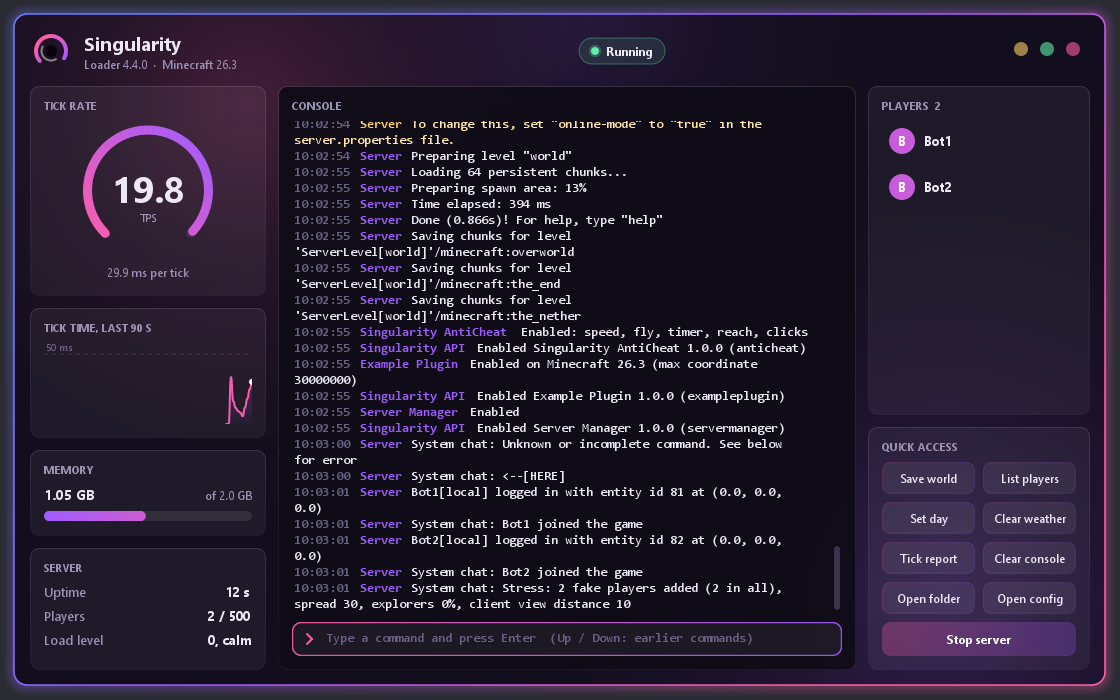 Singularity
Loader 4.4.0 · Minecraft 26.3
Running
TICK RATE
19.8
TPS
29.9 ms per tick
TICK TIME, LAST 90 S
50 ms
MEMORY
1.05 GB
of 2.0 GB
SERVER
Uptime 12 s
Players 2 / 500
Load level 0, calm
CONSOLE
10:02:54 Server To change this, set "online-mode" to "true" in the
server.properties file.
10:02:54 Server Preparing level "world"
10:02:55 Server Loading 64 persistent chunks...
10:02:55 Server Preparing spawn area: 13%
10:02:55 Server Time elapsed: 394 ms
10:02:55 Server Done (0.866s)! For help, type "help"
10:02:55 Server Saving chunks for level
'ServerLevel[world]'/minecraft:overworld
10:02:55 Server Saving chunks for level
'ServerLevel[world]'/minecraft:the_end
10:02:55 Server Saving chunks for level
'ServerLevel[world]'/minecraft:the_nether
10:02:55 Singularity AntiCheat Enabled: speed, fly, timer, reach, clicks
10:02:55 Singularity API Enabled Singularity AntiCheat 1.0.0 (anticheat)
10:02:55 Example Plugin Enabled on Minecraft 26.3 (max coordinate
30000000)
10:02:55 Singularity API Enabled Example Plugin 1.0.0 (exampleplugin)
10:02:55 Server Manager Enabled
10:02:55 Singularity API Enabled Server Manager 1.0.0 (servermanager)
10:03:00 Server System chat: Unknown or incomplete command. See below
for error
10:03:00 Server System chat: <--[HERE]
10:03:01 Server Bot1[local] logged in with entity id 81 at (0.0, 0.0,
0.0)
10:03:01 Server System chat: Bot1 joined the game
10:03:01 Server Bot2[local] logged in with entity id 82 at (0.0, 0.0,
0.0)
10:03:01 Server System chat: Bot2 joined the game
10:03:01 Server System chat: Stress: 2 fake players added (2 in all),
spread 30, explorers 0%, client view distance 10
Type a command and press Enter (Up / Down: earlier commands)
PLAYERS 2
B Bot1
B Bot2
QUICK ACCESS
Save world
List players
Set day
Clear weather
Tick report
Clear console
Open folder
Open config
Stop server